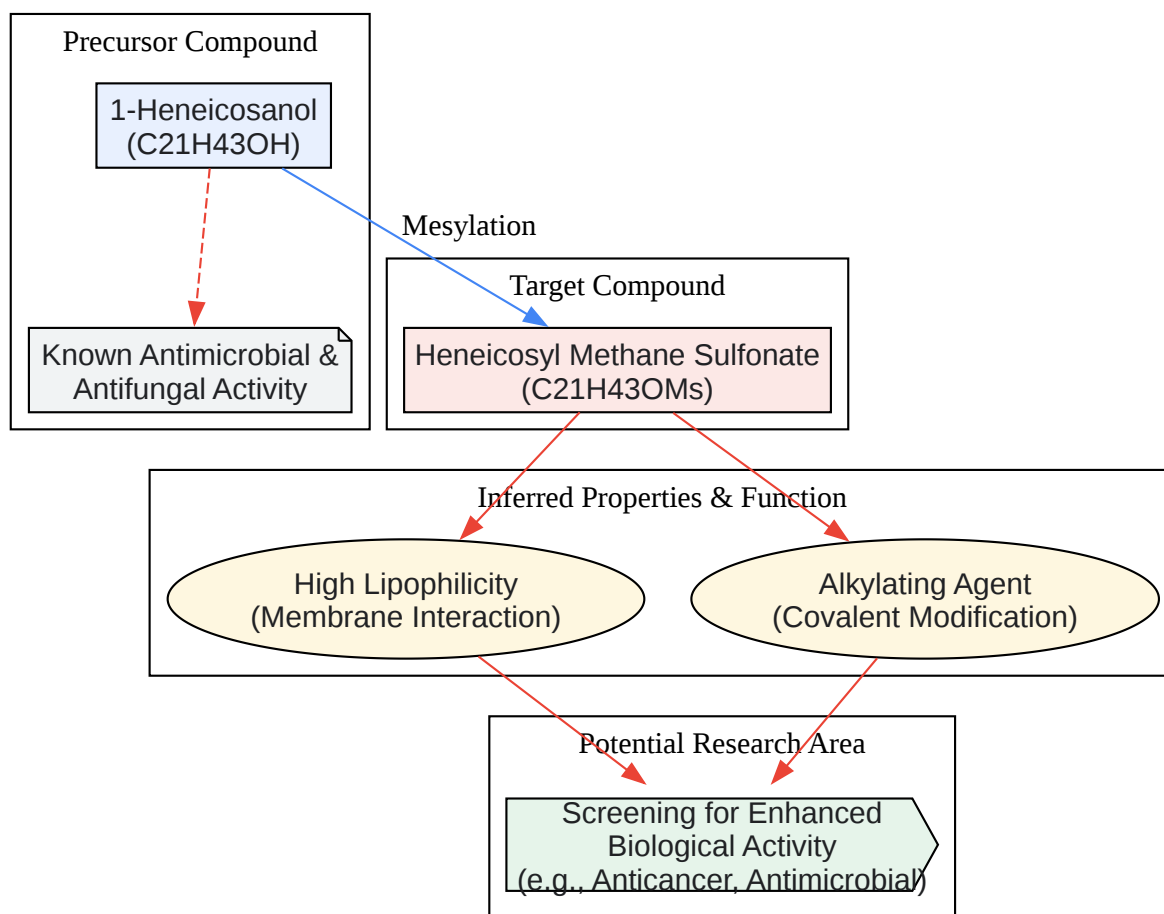 Precursor Compound
1-Heneicosanol
(C21H43OH)
Mesylation
Known Antimicrobial &
Antifungal Activity
Target Compound
Heneicosyl Methane Sulfonate
(C21H43OMs)
Inferred Properties & Function
High Lipophilicity
(Membrane Interaction)
Alkylating Agent
(Covalent Modification)
Potential Research Area
Screening for Enhanced
Biological Activity
(e.g., Anticancer, Antimicrobial)